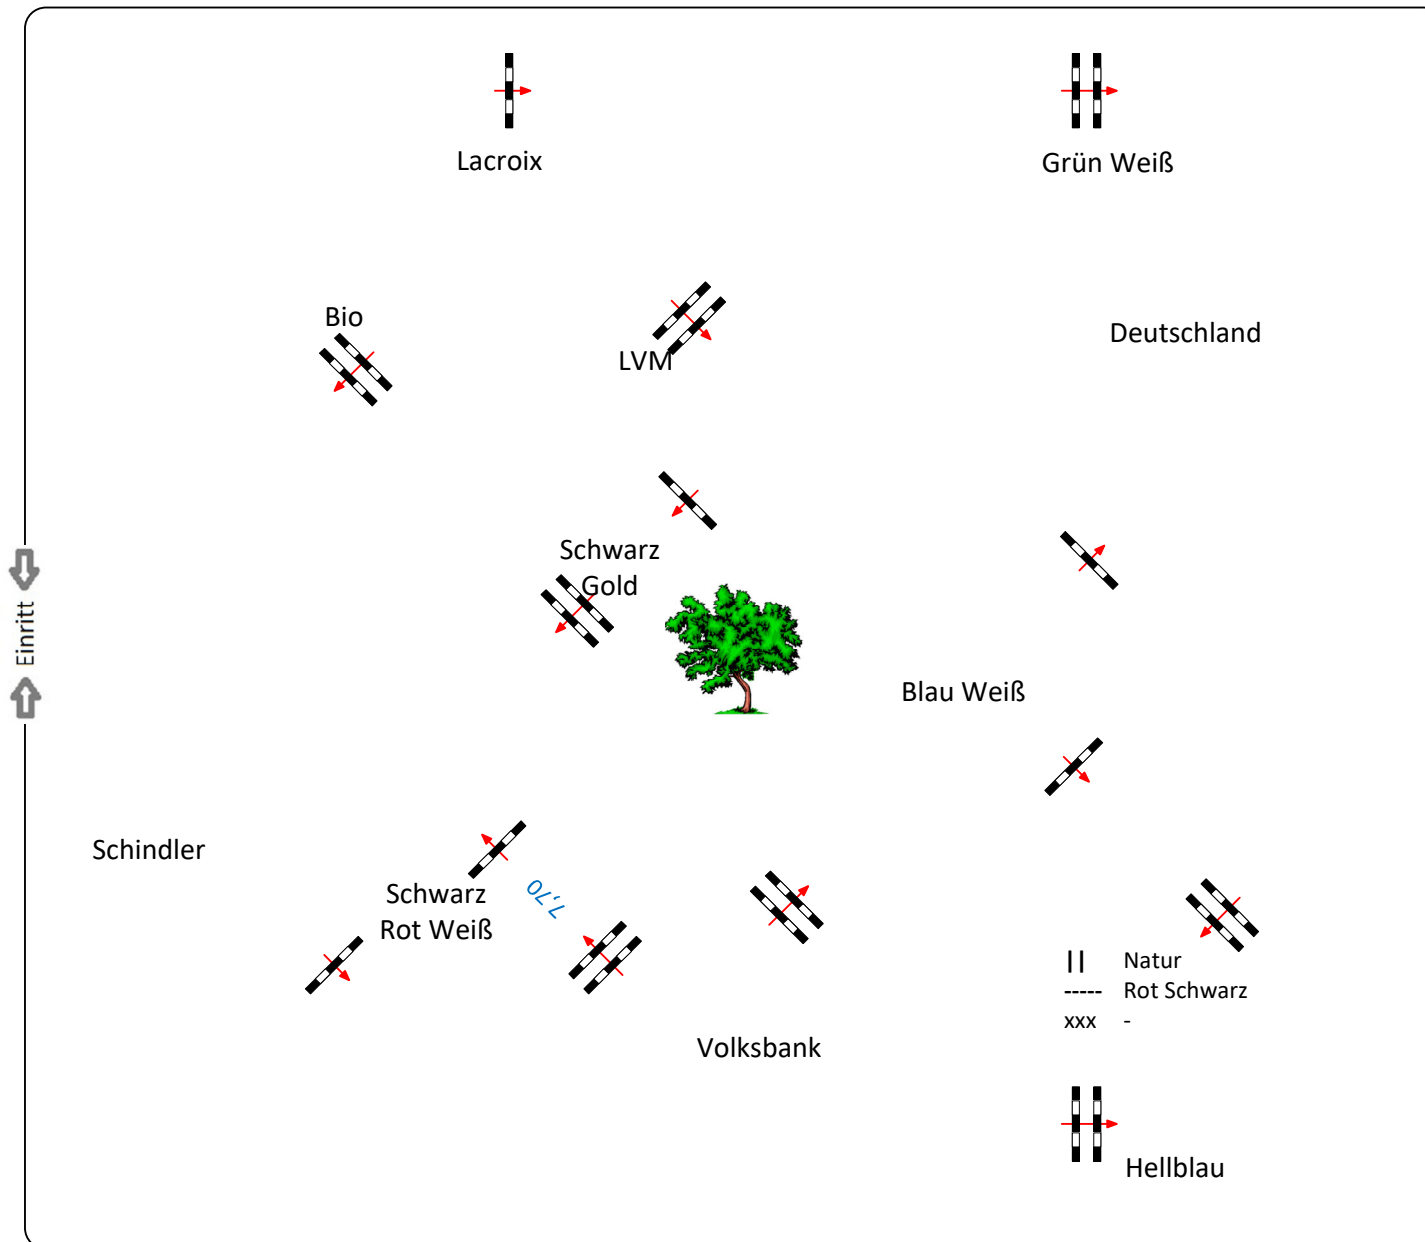 Lacroix
Grün Weiß
Bio
LVM
Deutschland
Schwarz
Gold
Einritt
Blau Weiß
Schindler
Schwarz
Rot Weiß
7,70
|| Natur
----- Rot Schwarz
xxx -
Volksbank
Hellblau